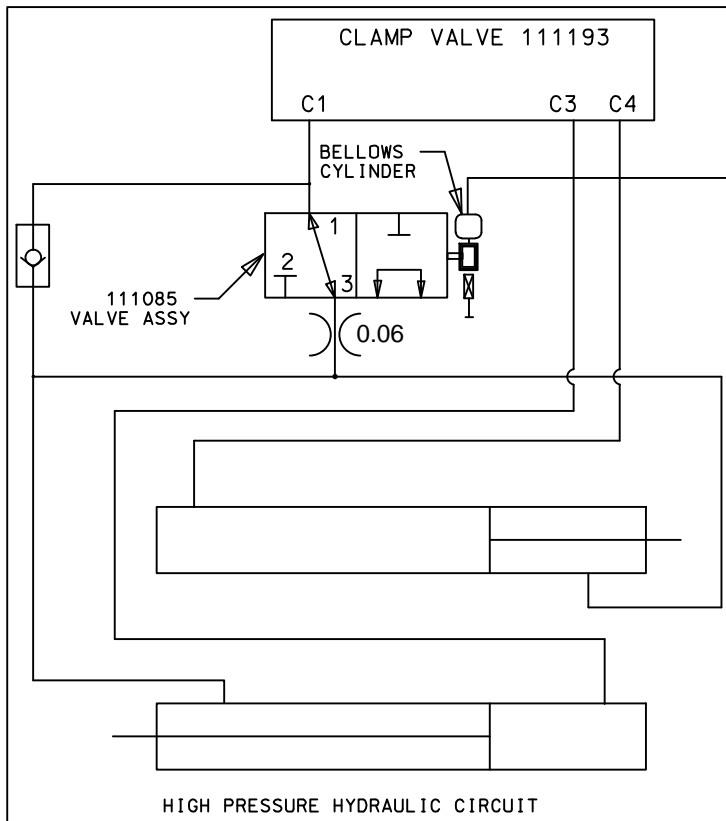 CLAMP VALVE 111193
C1
C3
C4
BELLOWS
CYLINDER
1
2
3
111085
VALVE ASSY
0.06
HIGH PRESSURE HYDRAULIC CIRCUIT